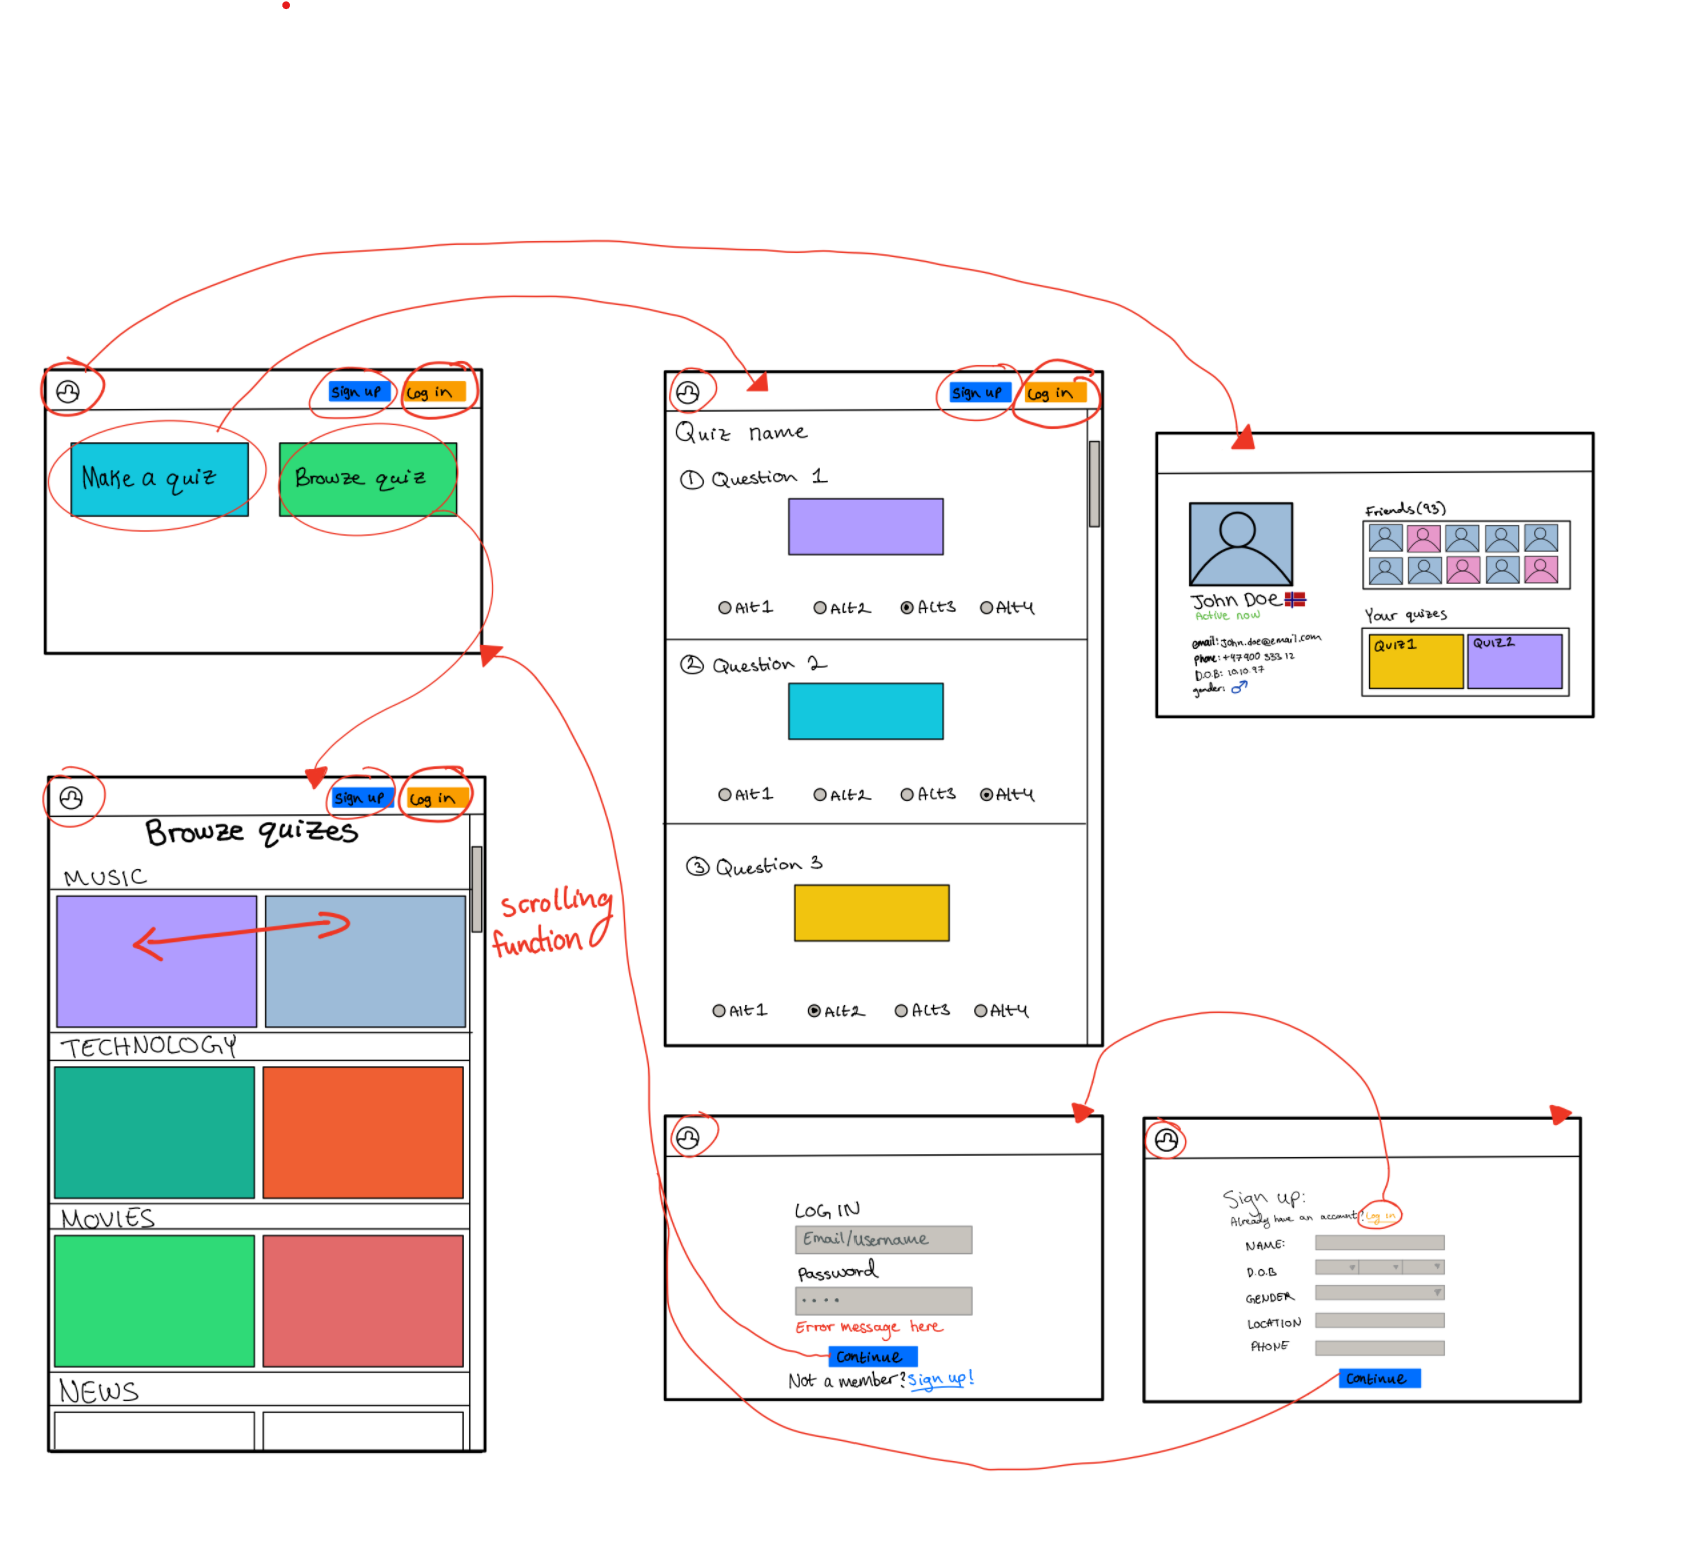 Sign up
Log in
Make a quiz
Browze quiz
Sign up
Log in
Quiz name
1 Question 1
Alt1 Alt2 Alt3 Alt4
2 Question 2
Alt1 Alt2 Alt3 Alt4
3 Question 3
Alt1 Alt2 Alt3 Alt4
John Doe
Active now
email: john.doe@email.com
phone: +47 900 333 12
D.O.B: 10.10.97
gender: ♂
Friends(93)
Your quizes
Quiz1
Quiz2
Sign up
Log in
Browze quizes
MUSIC
TECHNOLOGY
MOVIES
NEWS
scrolling
function
LOG IN
Email/username
Password
Error message here
Continue
Not a member? Sign up!
Sign up:
Already have an account? Log in
NAME:
D.O.B
GENDER
LOCATION
PHONE
Continue